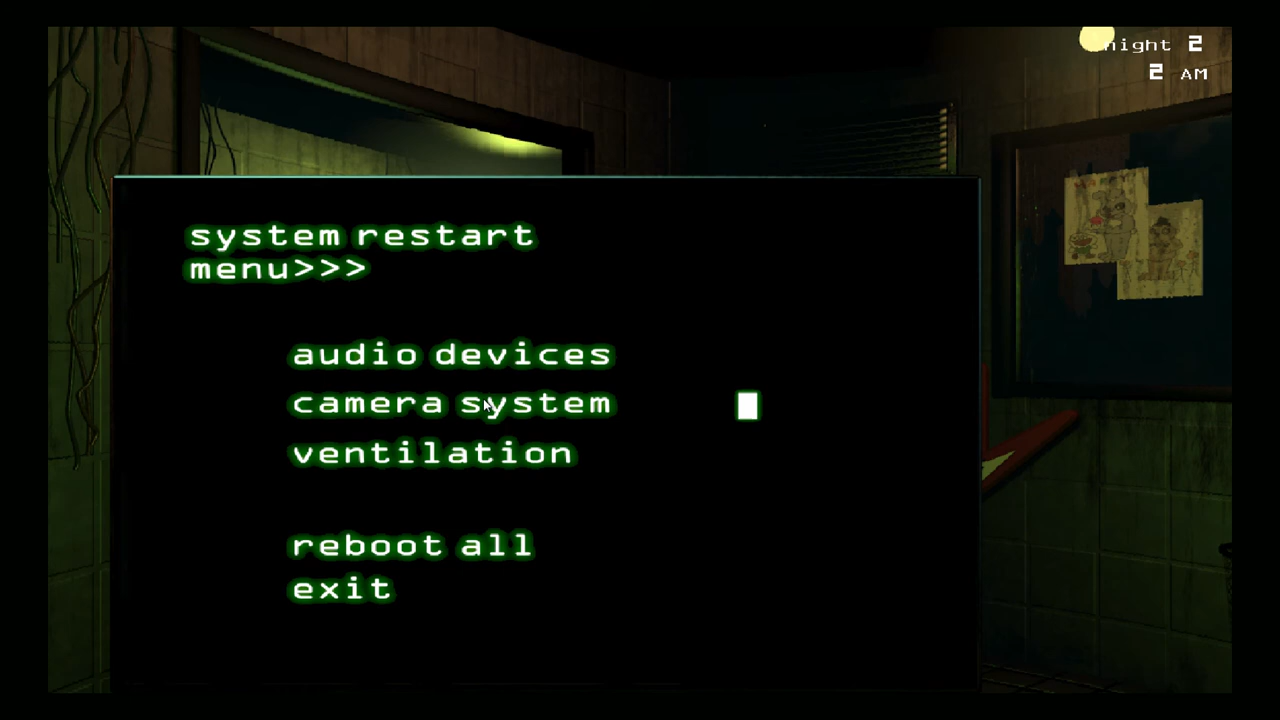 night 2
2 AM
system restart
menu>>>
audio devices
camera system
ventilation
reboot all
exit